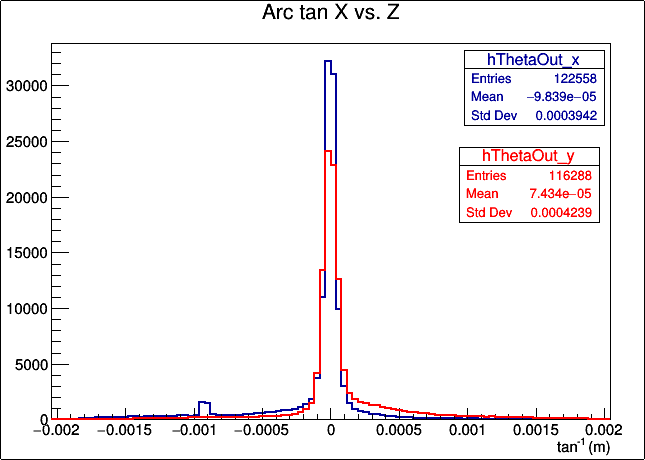 Arc tan X vs. Z
hThetaOut_x
Entries 122558
Mean −9.839e−05
Std Dev 0.0003942
hThetaOut_y
Entries 116288
Mean 7.434e−05
Std Dev 0.0004239
30000
25000
20000
15000
10000
5000
0
−0.002 −0.0015 −0.001 −0.0005 0 0.0005 0.001 0.0015 0.002
tan⁻¹ (m)